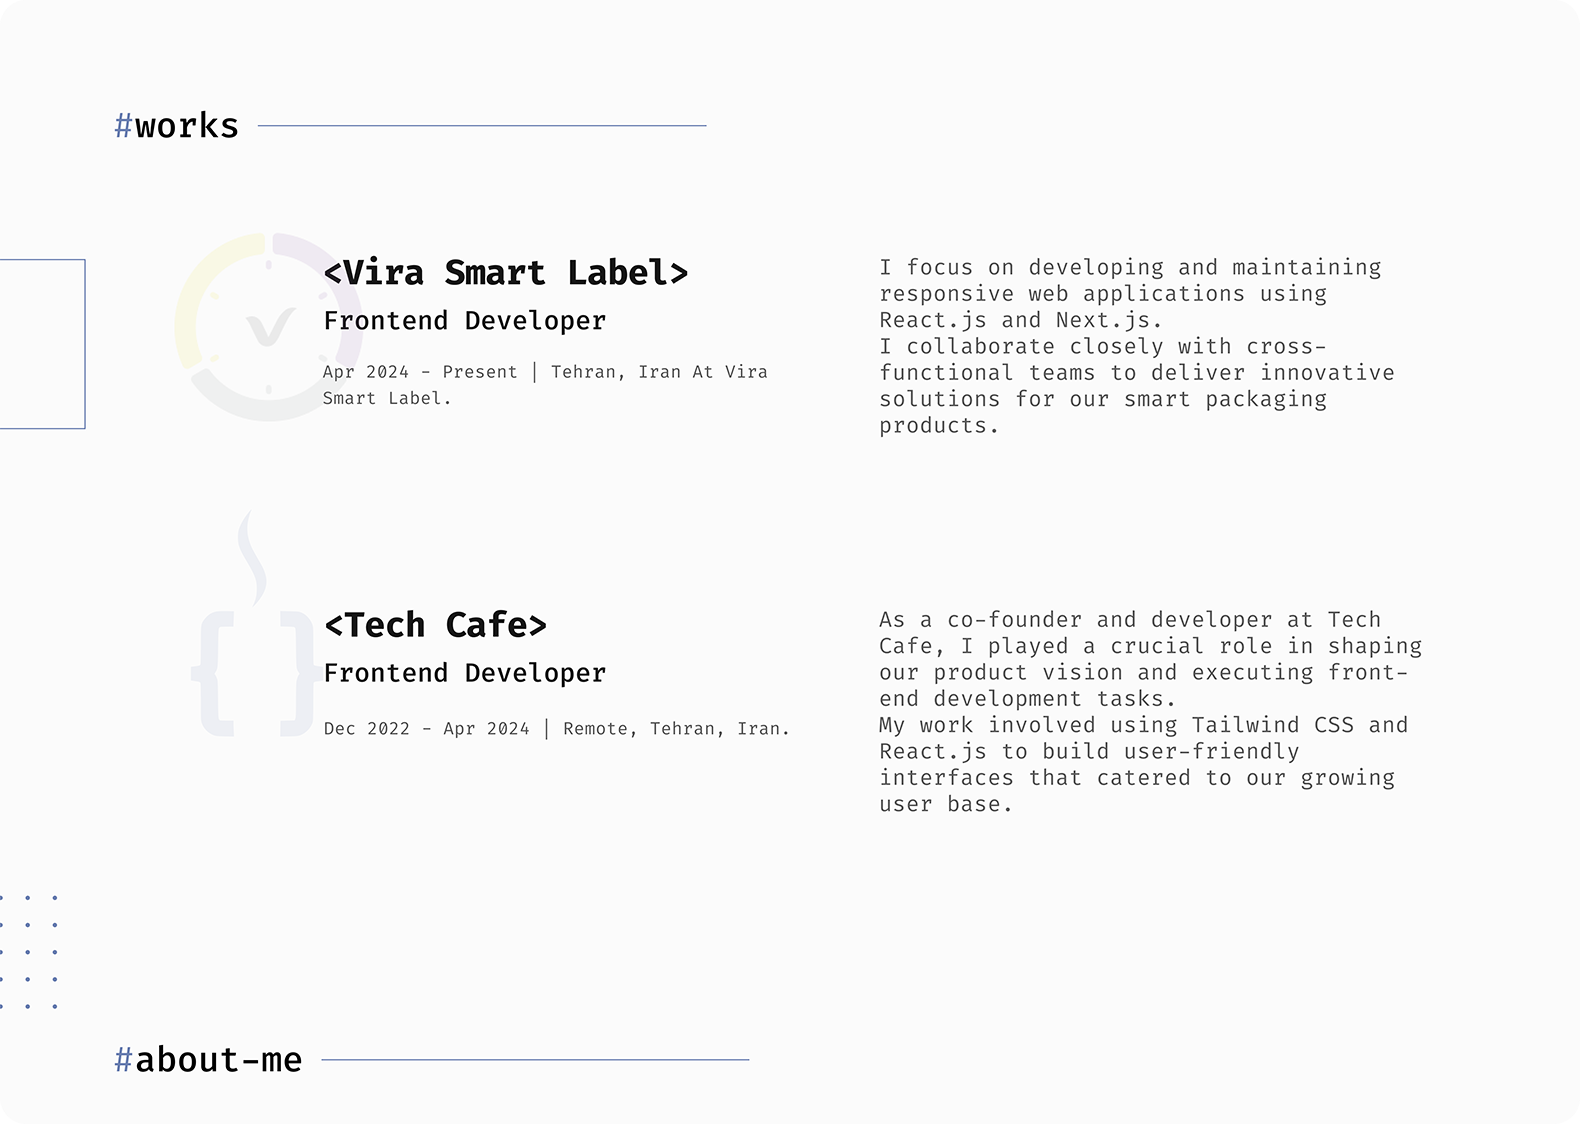 #works
<Vira Smart Label>
Frontend Developer
Apr 2024 - Present | Tehran, Iran At Vira
Smart Label.
I focus on developing and maintaining
responsive web applications using
React.js and Next.js.
I collaborate closely with cross-
functional teams to deliver innovative
solutions for our smart packaging
products.
<Tech Cafe>
Frontend Developer
Dec 2022 - Apr 2024 | Remote, Tehran, Iran.
As a co-founder and developer at Tech
Cafe, I played a crucial role in shaping
our product vision and executing front-
end development tasks.
My work involved using Tailwind CSS and
React.js to build user-friendly
interfaces that catered to our growing
user base.
#about-me